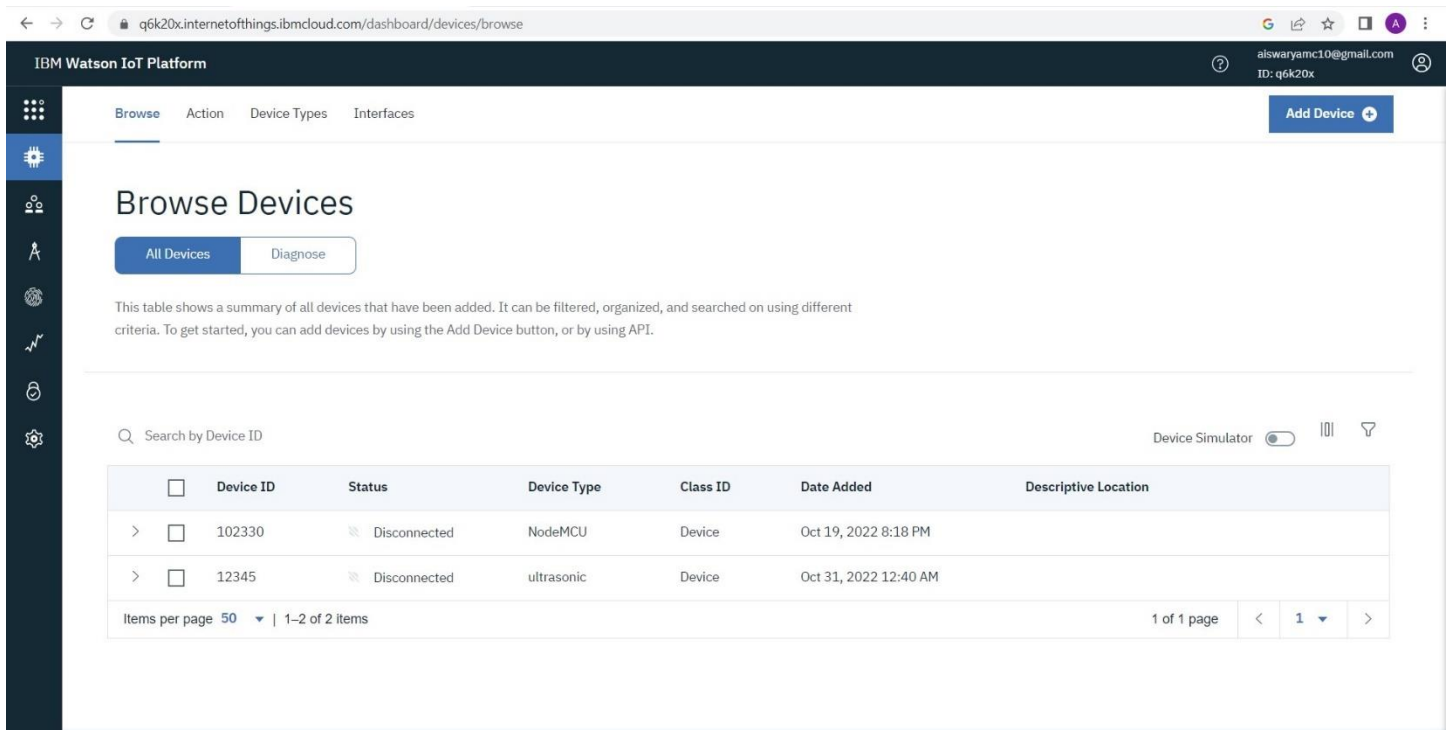 q6k20x.internetofthings.ibmcloud.com/dashboard/devices/browse
G
A
IBM Watson IoT Platform
aiswaryamc10@gmail.com
ID: q6k20x
Browse Action Device Types Interfaces
Add Device
Browse Devices
All Devices Diagnose
This table shows a summary of all devices that have been added. It can be filtered, organized, and searched on using different
criteria. To get started, you can add devices by using the Add Device button, or by using API.
Search by Device ID
Device Simulator
Device ID Status Device Type Class ID Date Added Descriptive Location
102330 Disconnected NodeMCU Device Oct 19, 2022 8:18 PM
12345 Disconnected ultrasonic Device Oct 31, 2022 12:40 AM
Items per page 50 | 1–2 of 2 items 1 of 1 page 1